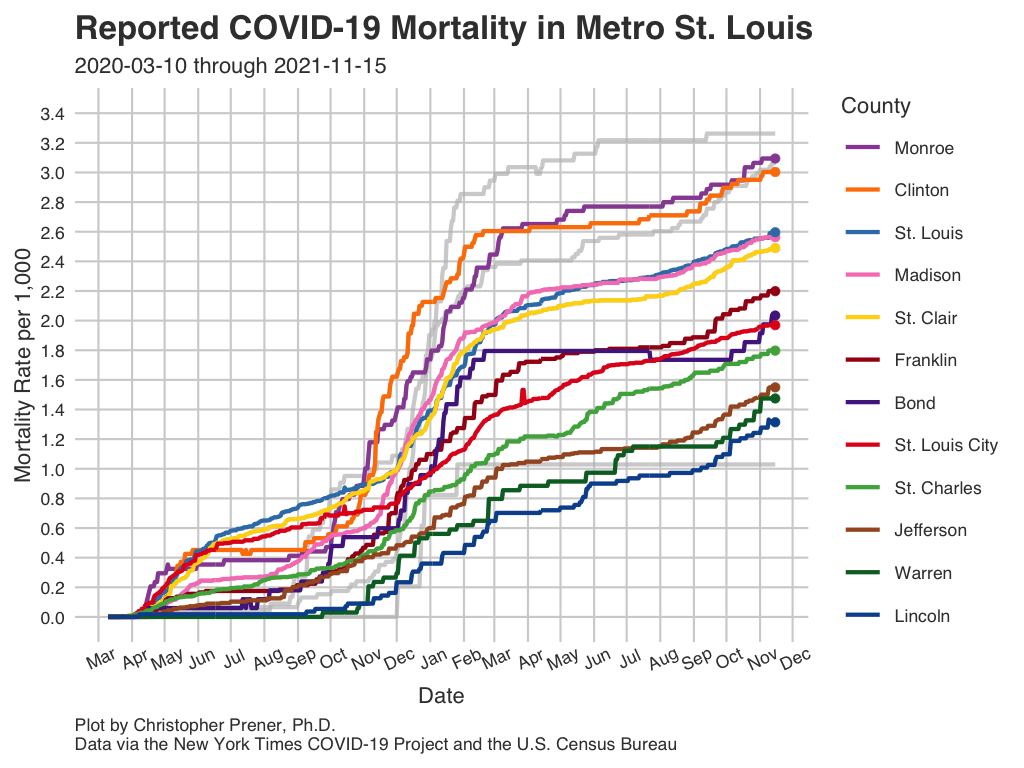 Reported COVID-19 Mortality in Metro St. Louis
2020-03-10 through 2021-11-15
Mortality Rate per 1,000
3.4
3.2
3.0
2.8
2.6
2.4
2.2
2.0
1.8
1.6
1.4
1.2
1.0
0.8
0.6
0.4
0.2
0.0
Mar Apr May Jun Jul Aug Sep Oct Nov Dec Jan Feb Mar Apr May Jun Jul Aug Sep Oct Nov Dec
Date
County
Monroe
Clinton
St. Louis
Madison
St. Clair
Franklin
Bond
St. Louis City
St. Charles
Jefferson
Warren
Lincoln
Plot by Christopher Prener, Ph.D.
Data via the New York Times COVID-19 Project and the U.S. Census Bureau